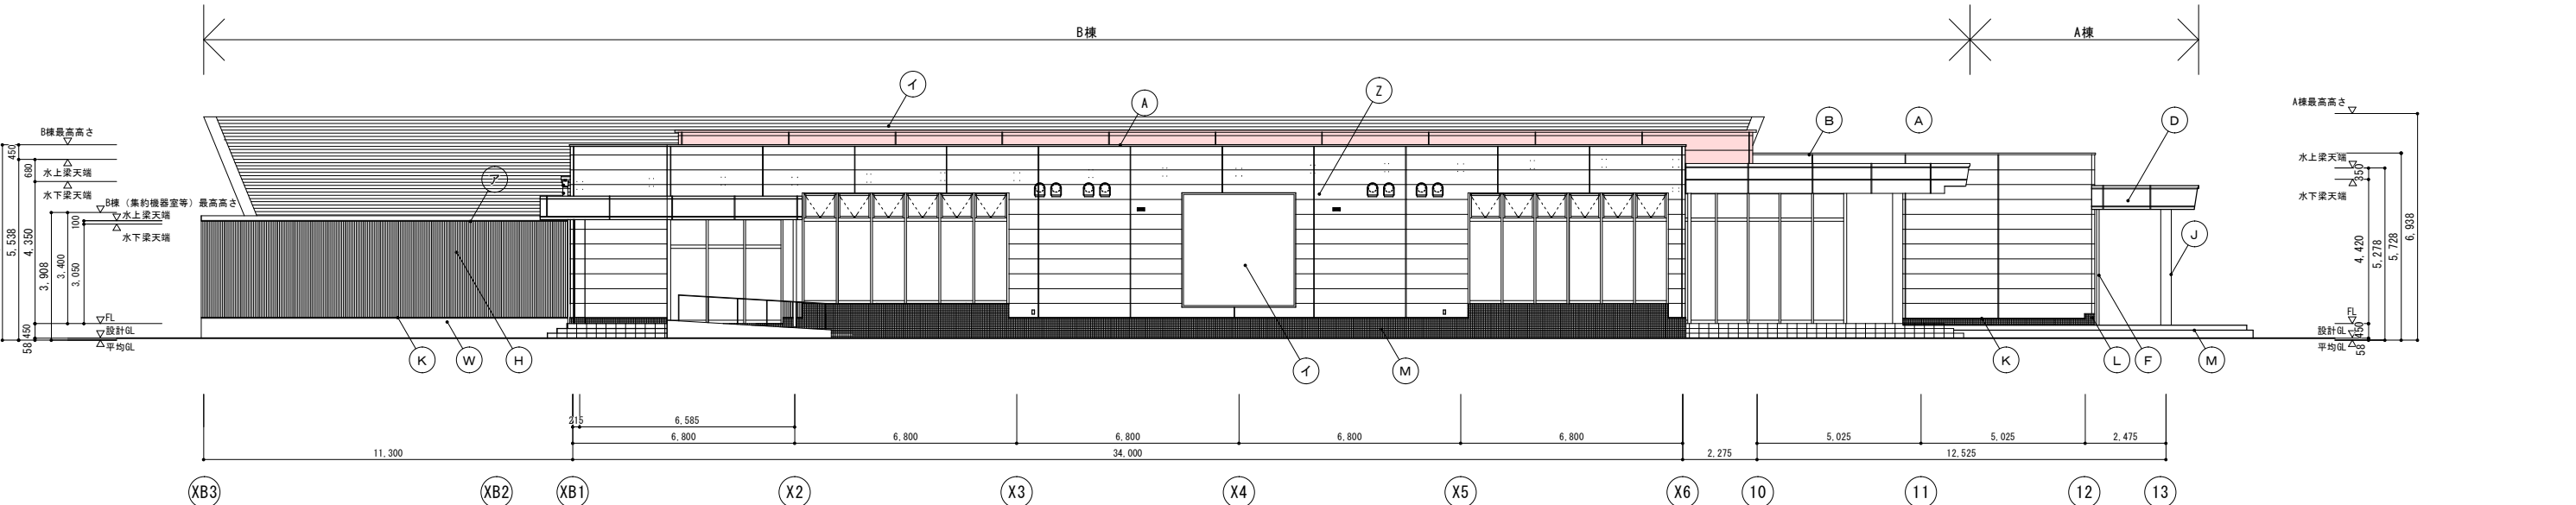 B棟
A棟
イ
A
Z
B
A
D
A棟最高高さ
B棟最高高さ
水上梁天端
水下梁天端
ア
B棟（集約機器室等）最高高さ
水上梁天端
水下梁天端
水上梁天端
水下梁天端
450
680
100
5,538
4,350
3,908
3,400
3,050
350
4,420
5,278
5,728
6,938
J
FL
設計GL
平均GL
450
58
FL
設計GL
平均GL
450
58
K
W
H
イ
M
K
L
F
M
215
6,585
6,800
6,800
6,800
6,800
6,800
5,025
5,025
2,475
11,300
34,000
2,275
12,525
XB3
XB2
XB1
X2
X3
X4
X5
X6
10
11
12
13